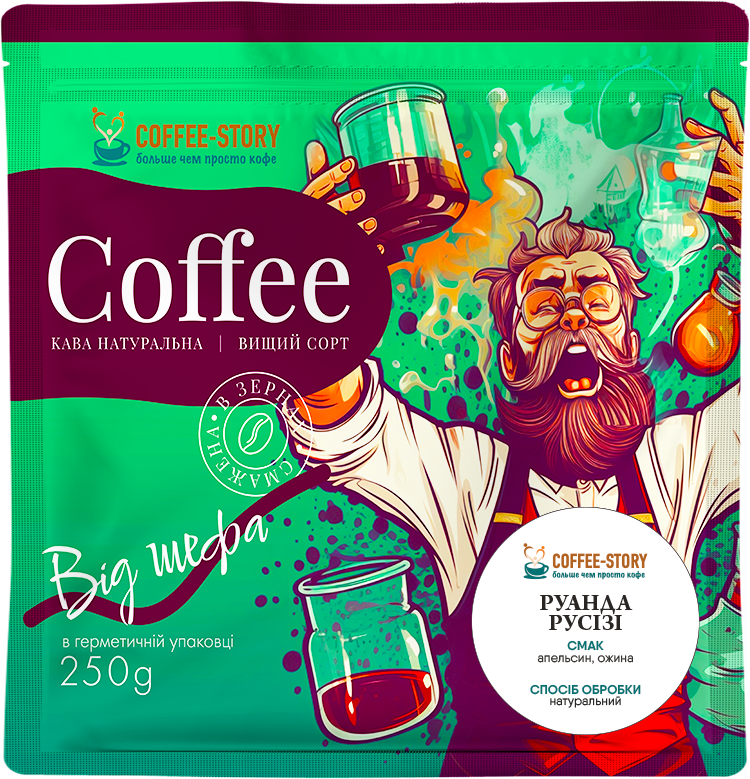 COFFEE-STORY
больше чем просто кофе
Coffee
КАВА НАТУРАЛЬНА | ВИЩИЙ СОРТ
• В ЗЕРНАХ • СМАЖЕНА
Від шефа
в герметичній упаковці
250g
COFFEE-STORY
больше чем просто кофе
РУАНДА
РУСІЗІ
СМАК
апельсин, ожина
СПОСІБ ОБРОБКИ
натуральний